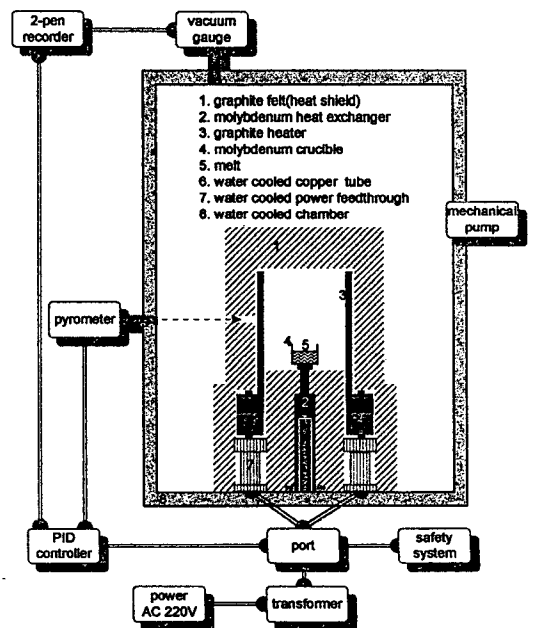 2-pen
recorder
vacuum
gauge
1. graphite felt(heat shield)
2. molybdenum heat exchanger
3. graphite heater
4. molybdenum crucible
5. melt
6. water cooled copper tube
7. water cooled power feedthrough
8. water cooled chamber
mechanical
pump
1
3
pyrometer
4
5
2
7
8
PID
controller
port
safety
system
power
AC 220V
transformer